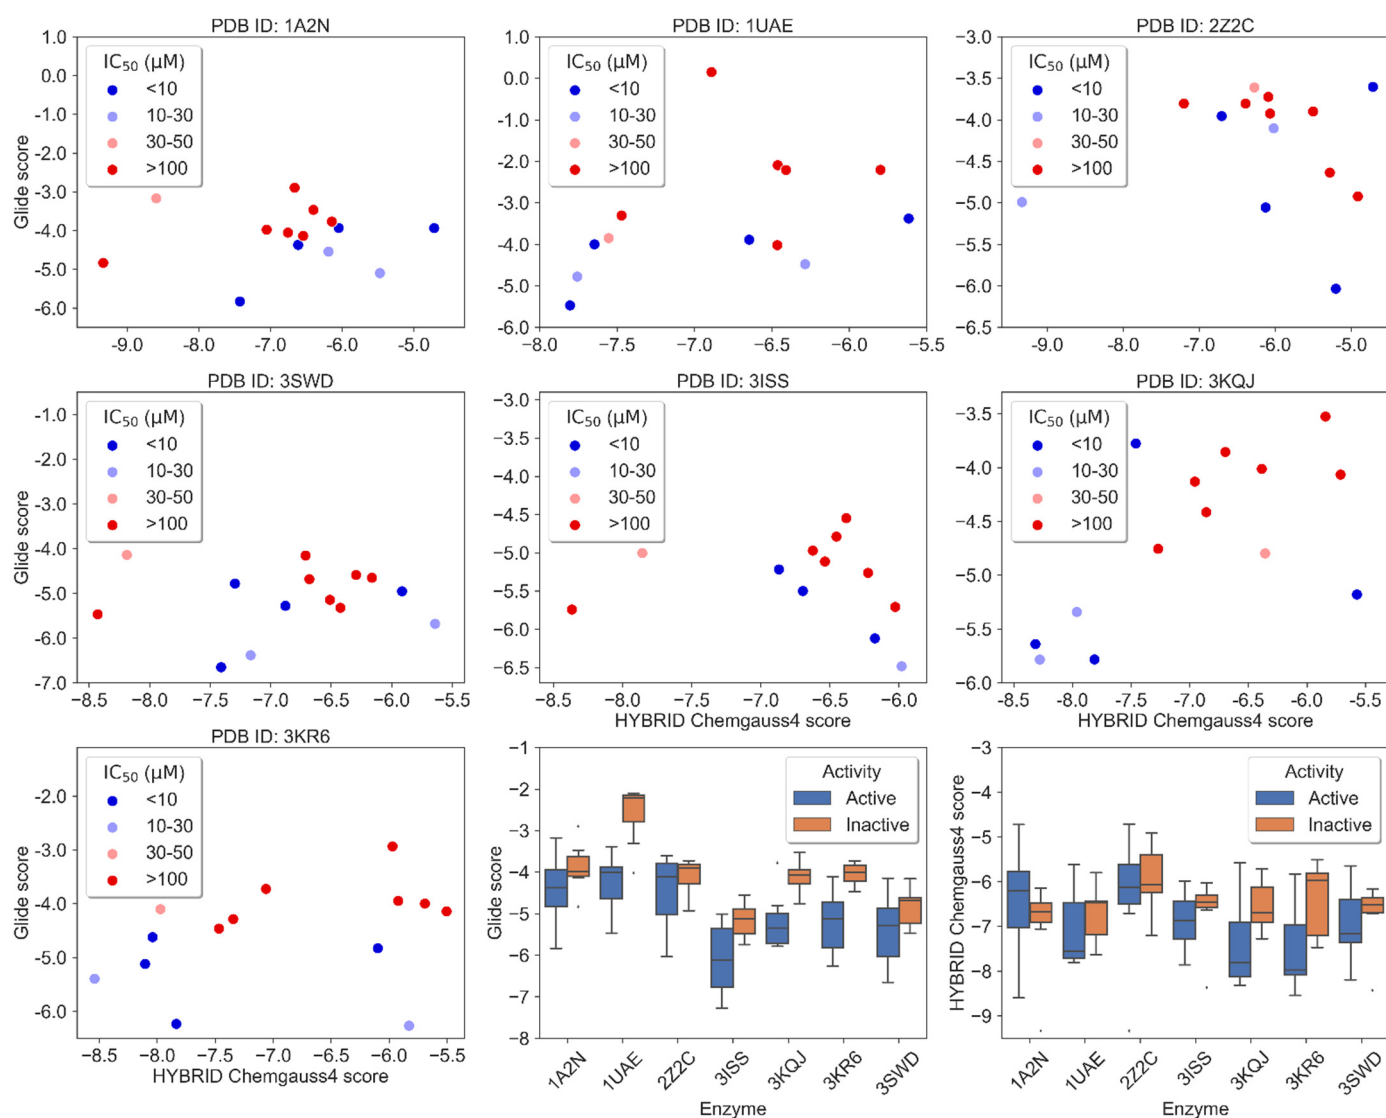 PDB ID: 1A2N
1.0
0.0
-1.0
-2.0
-3.0
-4.0
-5.0
-6.0
Glide score
IC50 (μM)
<10
10-30
30-50
>100
-9.0 -8.0 -7.0 -6.0 -5.0
PDB ID: 1UAE
1.0
0.0
−1.0
−2.0
−3.0
−4.0
−5.0
−6.0
IC50 (μM)
<10
10-30
30-50
>100
−8.0 −7.5 −7.0 −6.5 −6.0 −5.5
PDB ID: 2Z2C
−3.0
−3.5
−4.0
−4.5
−5.0
−5.5
−6.0
−6.5
IC50 (μM)
<10
10-30
30-50
>100
−9.0 −8.0 −7.0 −6.0 −5.0
PDB ID: 3SWD
-1.0
-2.0
-3.0
-4.0
-5.0
-6.0
-7.0
Glide score
IC50 (μM)
<10
10-30
30-50
>100
−8.5 −8.0 −7.5 −7.0 −6.5 −6.0 −5.5
PDB ID: 3ISS
−3.0
−3.5
−4.0
−4.5
−5.0
−5.5
−6.0
−6.5
IC50 (μM)
<10
10-30
30-50
>100
−9.0 −8.0 −7.0 −6.0
HYBRID Chemgauss4 score
PDB ID: 3KQJ
−3.5
−4.0
−4.5
−5.0
−5.5
−6.0
IC50 (μM)
<10
10-30
30-50
>100
−8.5 −8.0 −7.5 −7.0 −6.5 −6.0 −5.5
HYBRID Chemgauss4 score
PDB ID: 3KR6
-2.0
-3.0
-4.0
-5.0
-6.0
Glide score
IC50 (μM)
<10
10-30
30-50
>100
−8.5 −8.0 −7.5 −7.0 −6.5 −6.0 −5.5
HYBRID Chemgauss4 score
−1
−2
−3
−4
−5
−6
−7
−8
Glide score
Activity
Active
Inactive
1A2N 1UAE 2Z2C 3ISS 3KQJ 3KR6 3SWD
Enzyme
−3
−4
−5
−6
−7
−8
−9
HYBRID Chemgauss4 score
Activity
Active
Inactive
1A2N 1UAE 2Z2C 3ISS 3KQJ 3KR6 3SWD
Enzyme